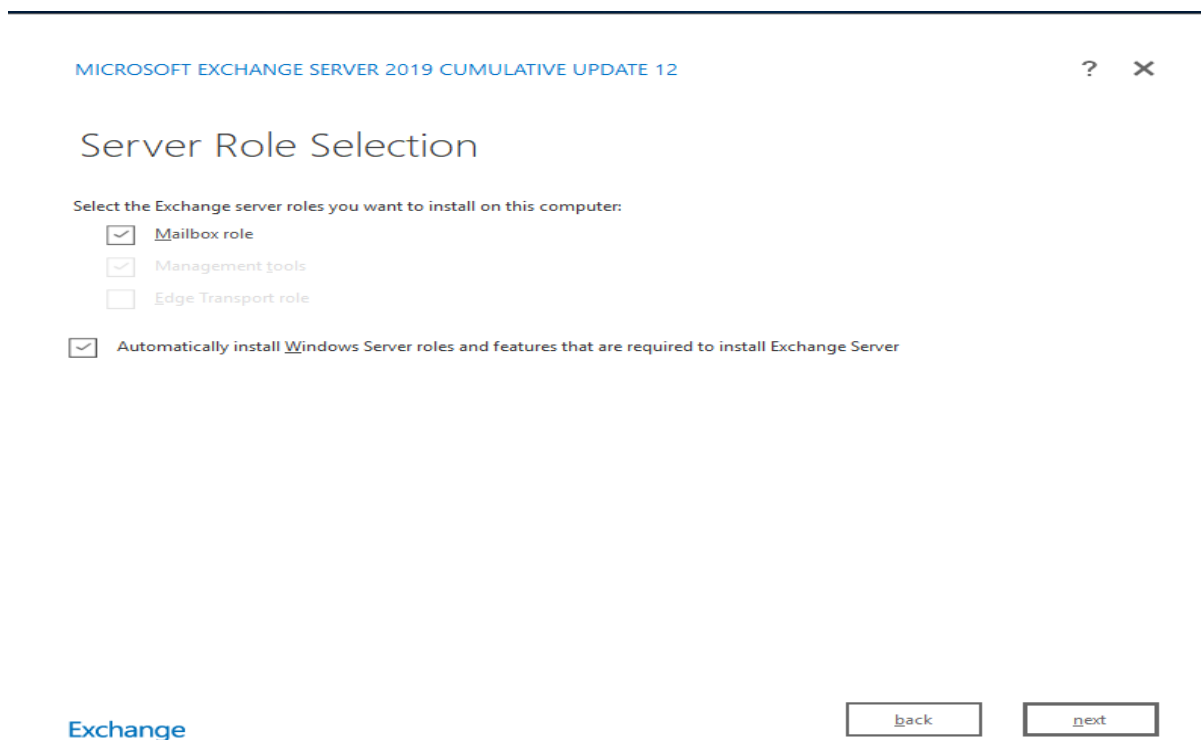 MICROSOFT EXCHANGE SERVER 2019 CUMULATIVE UPDATE 12
?
Server Role Selection
Select the Exchange server roles you want to install on this computer:
Mailbox role
Management tools
Edge Transport role
Automatically install Windows Server roles and features that are required to install Exchange Server
Exchange
back
next